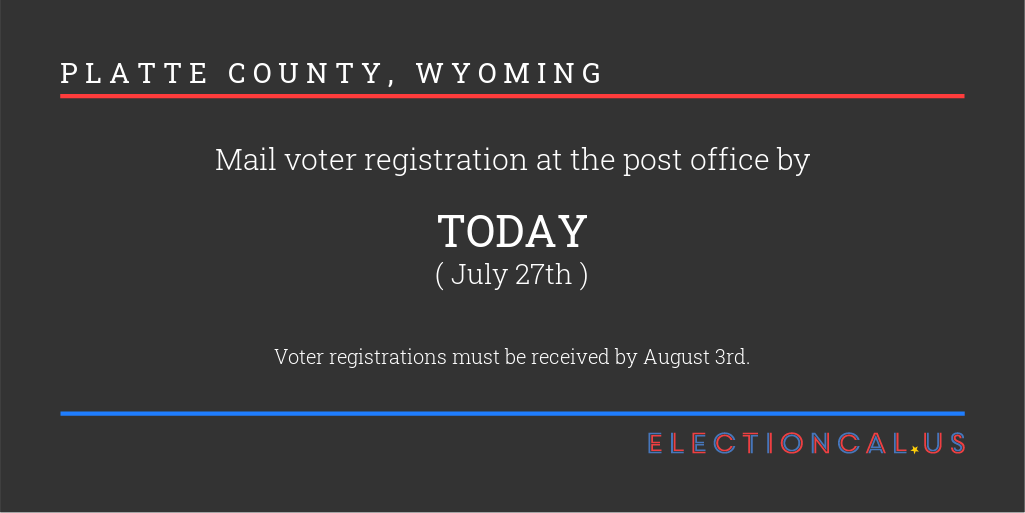 PLATTE COUNTY, WYOMING
Mail voter registration at the post office by
TODAY
( July 27th )
Voter registrations must be received by August 3rd.
ELECTIONCAL.US